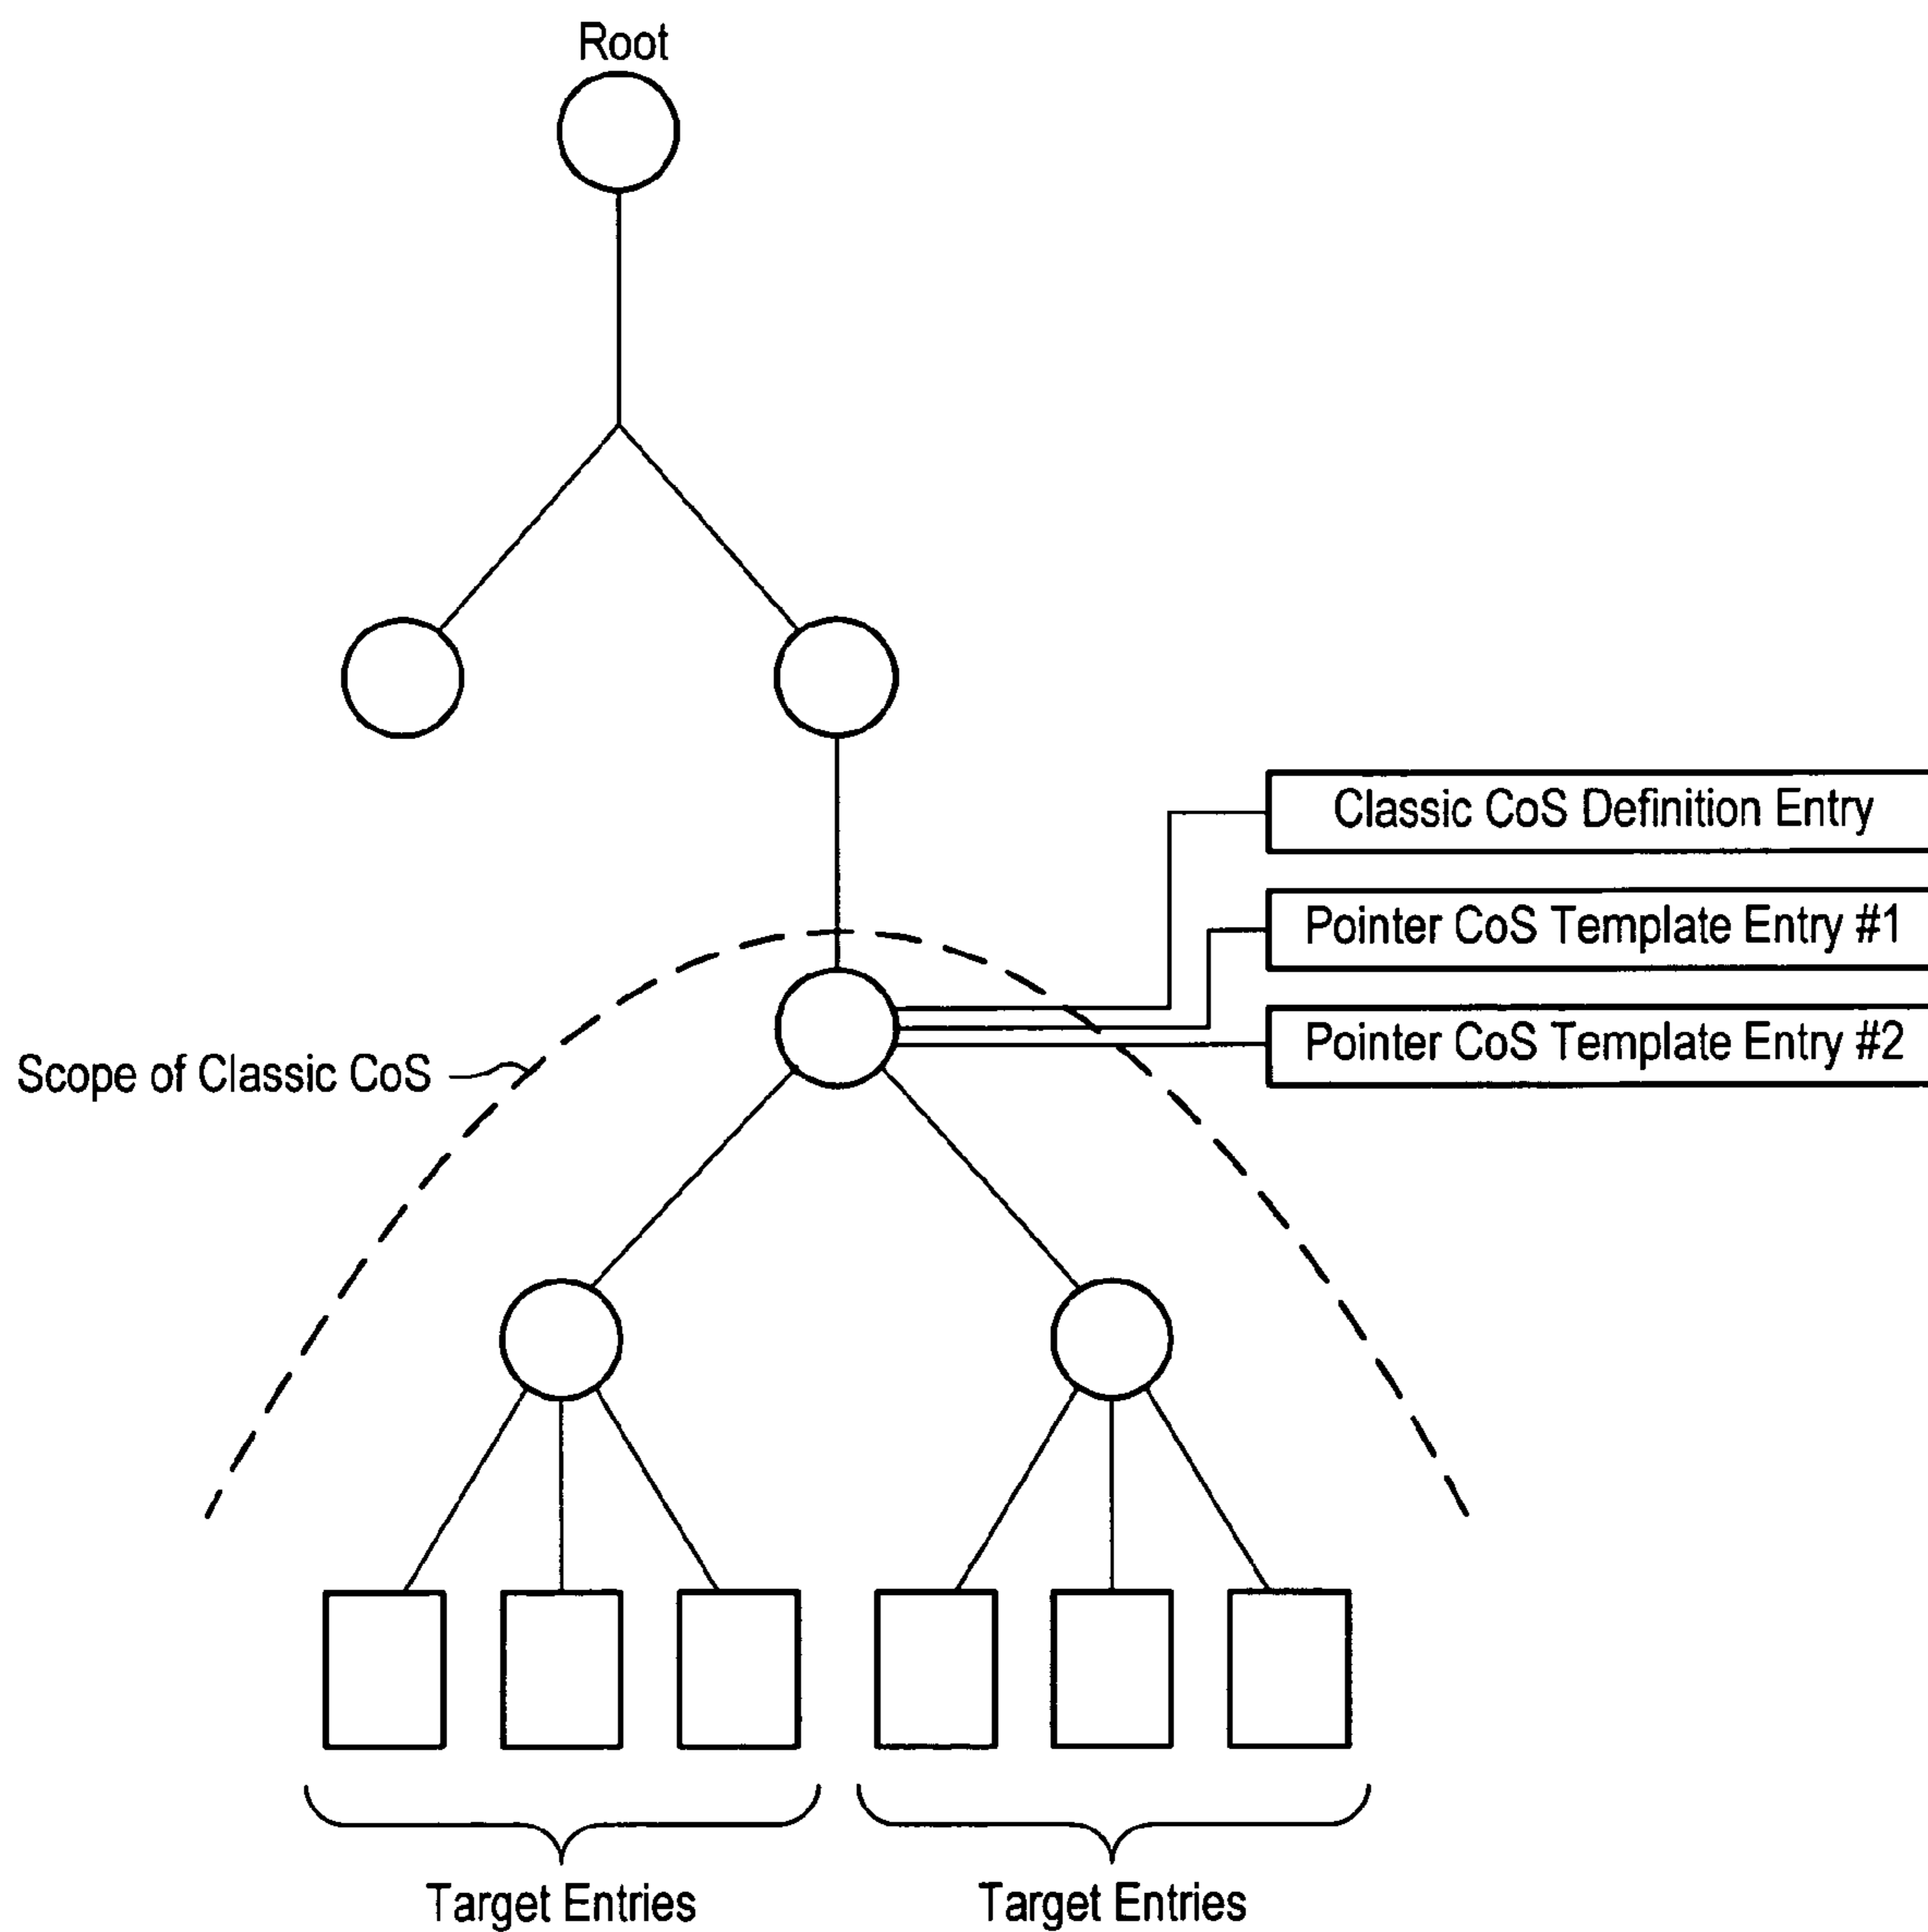 Root
Classic CoS Definition Entry
Pointer CoS Template Entry #1
Pointer CoS Template Entry #2
Scope of Classic CoS
Target Entries
Target Entries